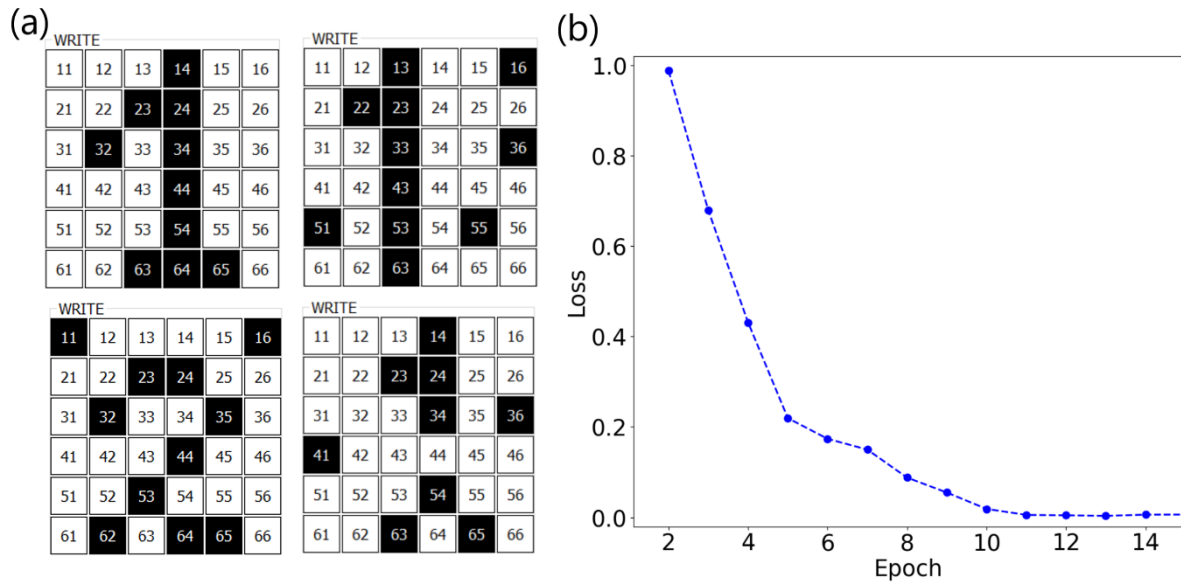 (a)
WRITE
11 12 13 14 15 16
21 22 23 24 25 26
31 32 33 34 35 36
41 42 43 44 45 46
51 52 53 54 55 56
61 62 63 64 65 66
WRITE
11 12 13 14 15 16
21 22 23 24 25 26
31 32 33 34 35 36
41 42 43 44 45 46
51 52 53 54 55 56
61 62 63 64 65 66
WRITE
11 12 13 14 15 16
21 22 23 24 25 26
31 32 33 34 35 36
41 42 43 44 45 46
51 52 53 54 55 56
61 62 63 64 65 66
WRITE
11 12 13 14 15 16
21 22 23 24 25 26
31 32 33 34 35 36
41 42 43 44 45 46
51 52 53 54 55 56
61 62 63 64 65 66
(b)
1.0
0.8
0.6
0.4
0.2
0.0
Loss
2 4 6 8 10 12 14
Epoch